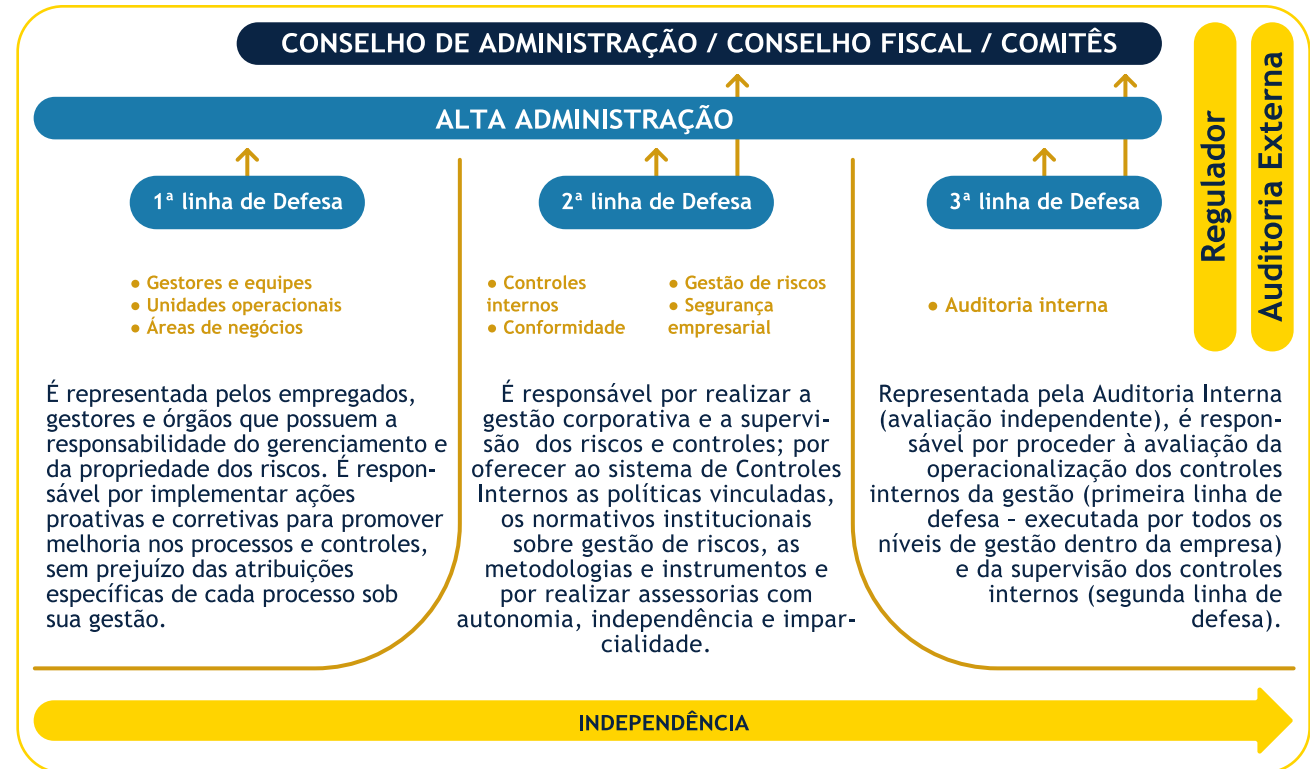 CONSELHO DE ADMINISTRAÇÃO / CONSELHO FISCAL / COMITÊS
ALTA ADMINISTRAÇÃO
1ª linha de Defesa
● Gestores e equipes
● Unidades operacionais
● Áreas de negócios
É representada pelos empregados,
gestores e órgãos que possuem a
responsabilidade do gerenciamento e
da propriedade dos riscos. É respon-
sável por implementar ações
proativas e corretivas para promover
melhoria nos processos e controles,
sem prejuízo das atribuições
específicas de cada processo sob
sua gestão.
2ª linha de Defesa
● Controles
internos
● Conformidade
● Gestão de riscos
● Segurança
empresarial
É responsável por realizar a
gestão corporativa e a supervi-
são dos riscos e controles; por
oferecer ao sistema de Controles
Internos as políticas vinculadas,
os normativos institucionais
sobre gestão de riscos, as
metodologias e instrumentos e
por realizar assessorias com
autonomia, independência e impar-
cialidade.
3ª linha de Defesa
● Auditoria interna
Representada pela Auditoria Interna
(avaliação independente), é respon-
sável por proceder à avaliação da
operacionalização dos controles
internos da gestão (primeira linha de
defesa – executada por todos os
níveis de gestão dentro da empresa)
e da supervisão dos controles
internos (segunda linha de
defesa).
Regulador
Auditoria Externa
INDEPENDÊNCIA